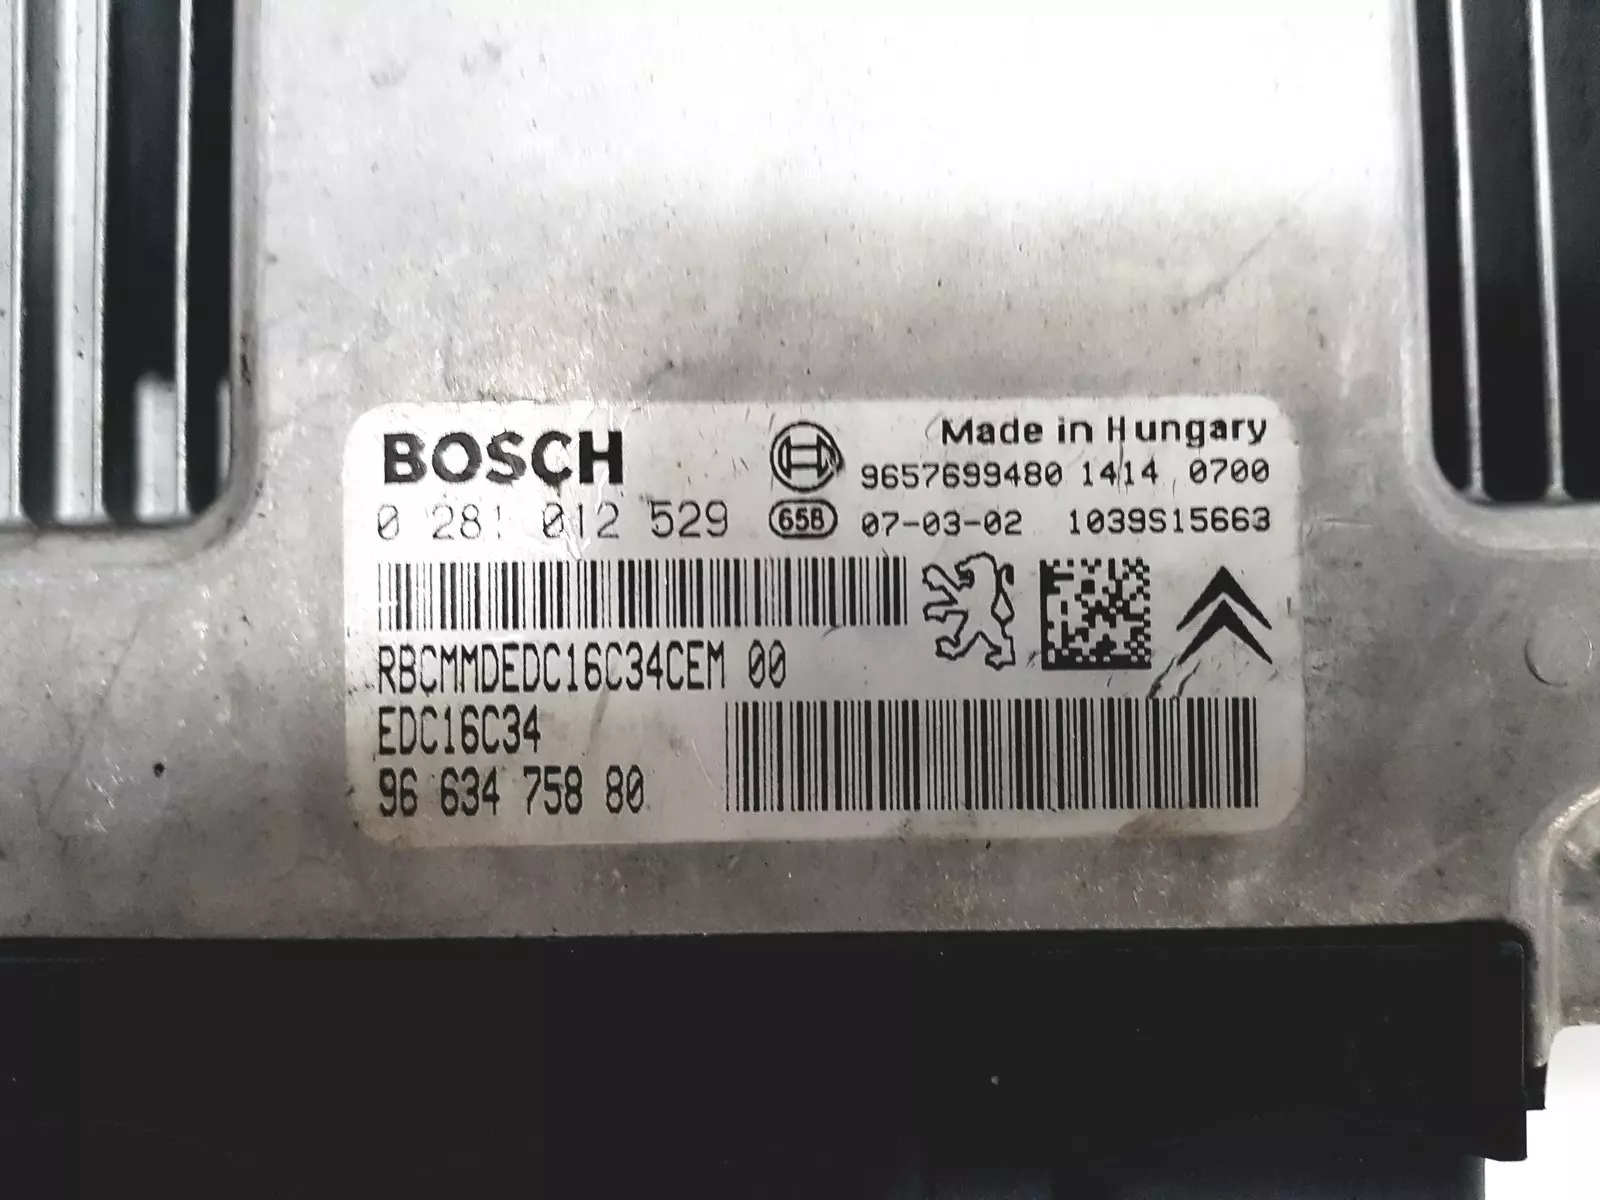 BOSCH
Made in Hungary
9657699480 1414 0700
0 281 012 529
658
07-03-02 1039S15663
RBCMMDEDC16C34CEM 00
EDC16C34
96 634 758 80